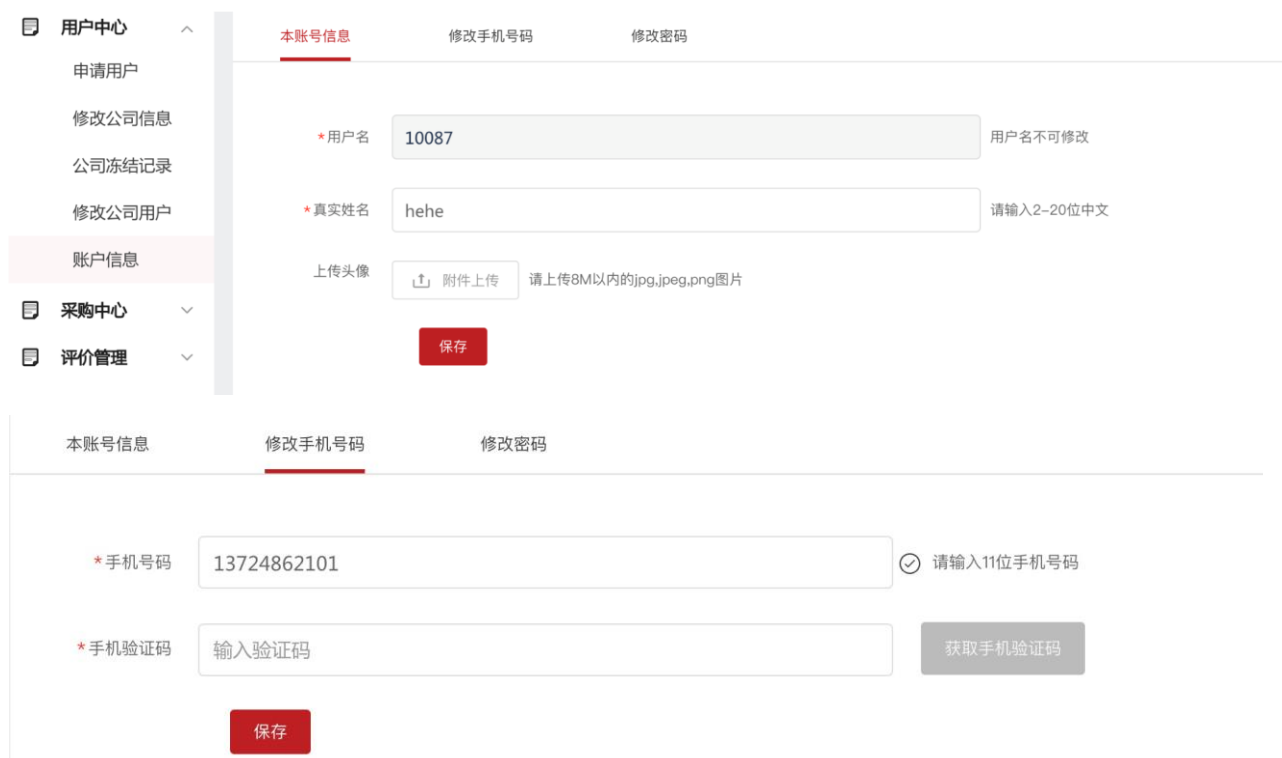 用户中心
申请用户
修改公司信息
公司冻结记录
修改公司用户
账户信息
采购中心
评价管理
本账号信息 修改手机号码 修改密码
*用户名 10087 用户名不可修改
*真实姓名 hehe 请输入2-20位中文
上传头像 附件上传 请上传8M以内的jpg,jpeg,png图片
保存
本账号信息 修改手机号码 修改密码
*手机号码 13724862101 请输入11位手机号码
*手机验证码 输入验证码 获取手机验证码
保存